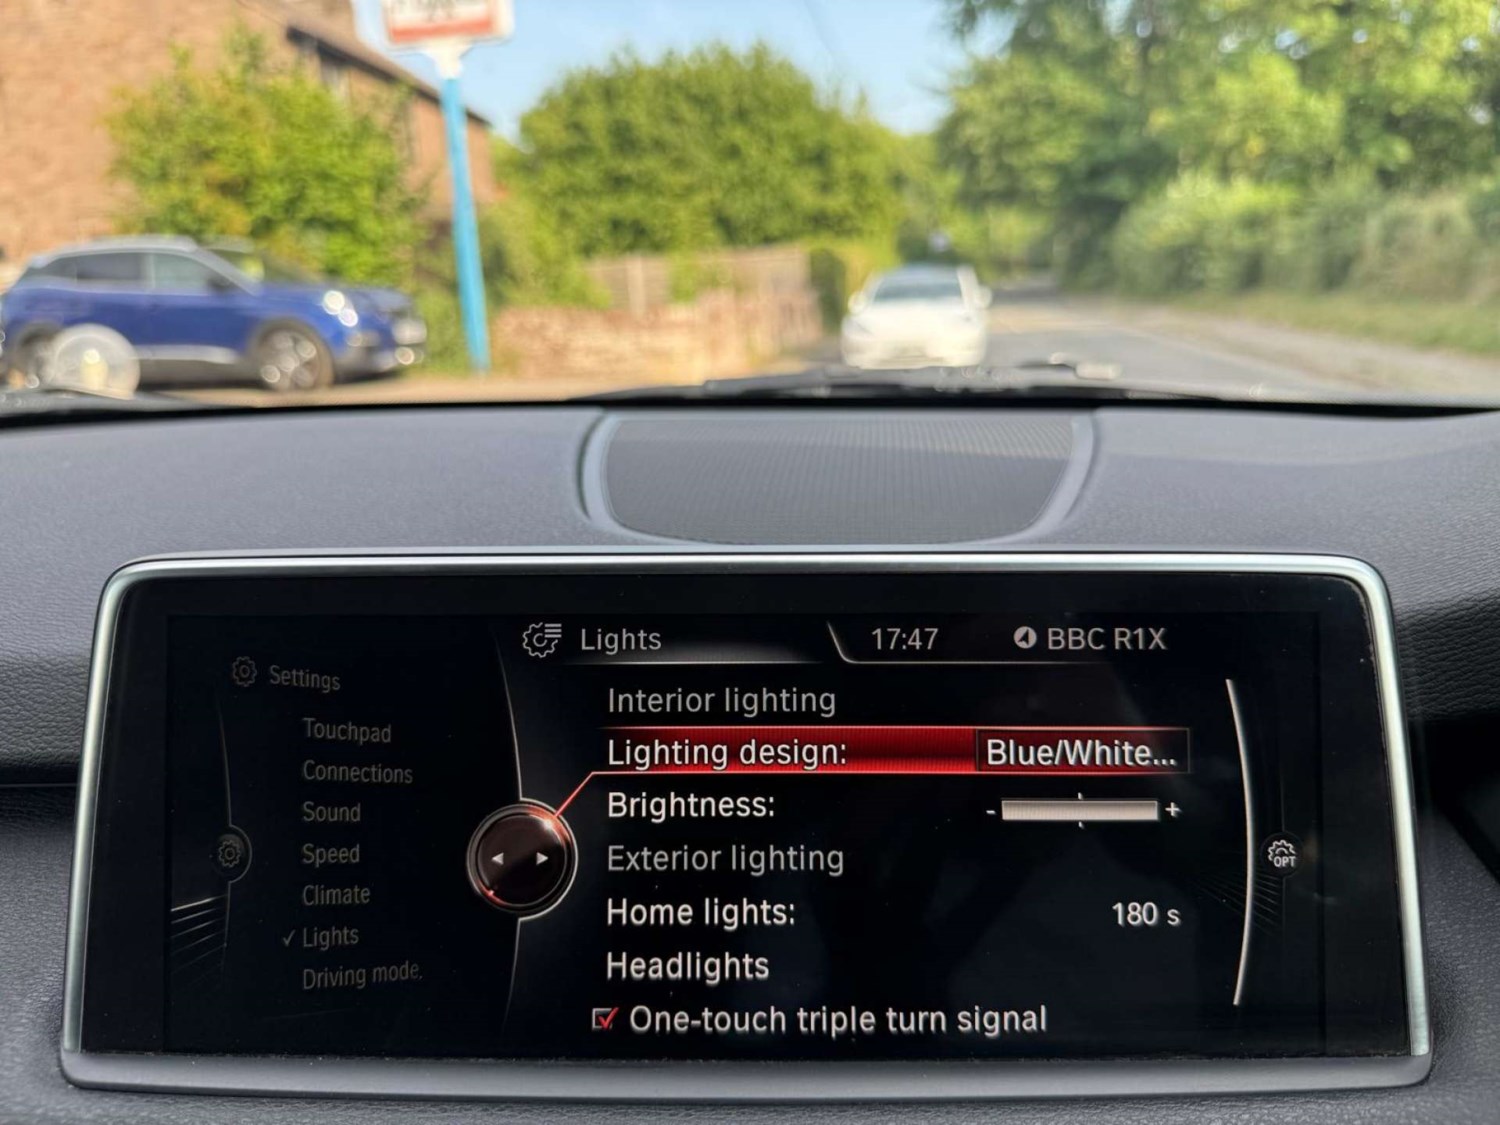 Lights
17:47
BBC R1X
Settings
Touchpad
Connections
Sound
Speed
Climate
✓ Lights
Driving mode.
Interior lighting
Lighting design: Blue/White...
Brightness: - +
Exterior lighting
Home lights: 180 s
Headlights
One-touch triple turn signal
OPT